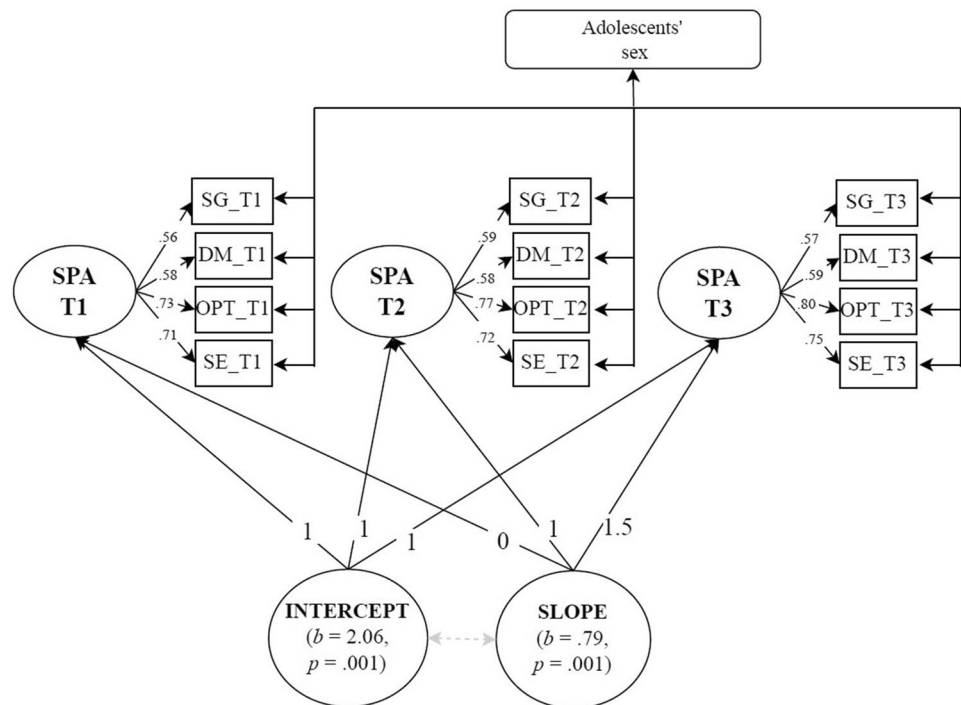 Adolescents'
sex
SG_T1
DM_T1
OPT_T1
SE_T1
SPA
T1
.56
.58
.73
.71
SG_T2
DM_T2
OPT_T2
SE_T2
SPA
T2
.59
.58
.77
.72
SG_T3
DM_T3
OPT_T3
SE_T3
SPA
T3
.57
.59
.80
.75
1
1
1
0
1
1.5
INTERCEPT
(b = 2.06,
p = .001)
SLOPE
(b = .79,
p = .001)